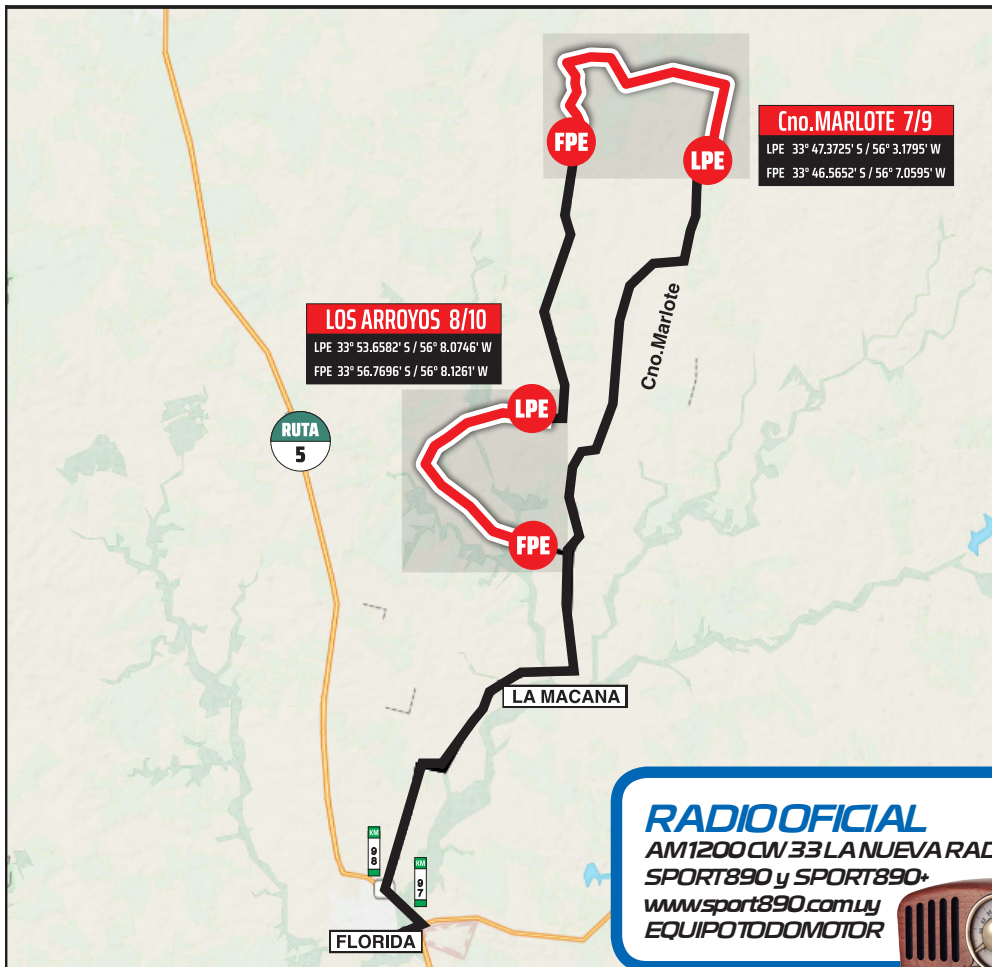 FPE
LPE
Cno.MARLOTE 7/9
LPE 33° 47.3725' S / 56° 3.1795' W
FPE 33° 46.5652' S / 56° 7.0595' W
Cno.Marlote
LOS ARROYOS 8/10
LPE 33° 53.6582' S / 56° 8.0746' W
FPE 33° 56.7696' S / 56° 8.1261' W
LPE
RUTA
5
FPE
LA MACANA
KM
98
KM
97
FLORIDA
RADIO OFICIAL
AM1200 CW 33 LA NUEVA RAD
SPORT890 y SPORT890+
www.sport890.com.uy
EQUIPO TODOMOTOR